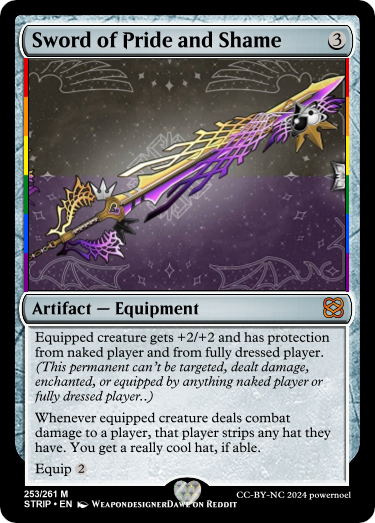 Sword of Pride and Shame 3
Artifact — Equipment
Equipped creature gets +2/+2 and has protection
from naked player and from fully dressed player.
(This permanent can't be targeted, dealt damage,
enchanted, or equipped by anything naked player or
fully dressed player..)
Whenever equipped creature deals combat
damage to a player, that player strips any hat they
have. You get a really cool hat, if able.
Equip 2
253/261 M
STRIP • EN WeapondesignerDawe on Reddit
CC-BY-NC 2024 powernoel